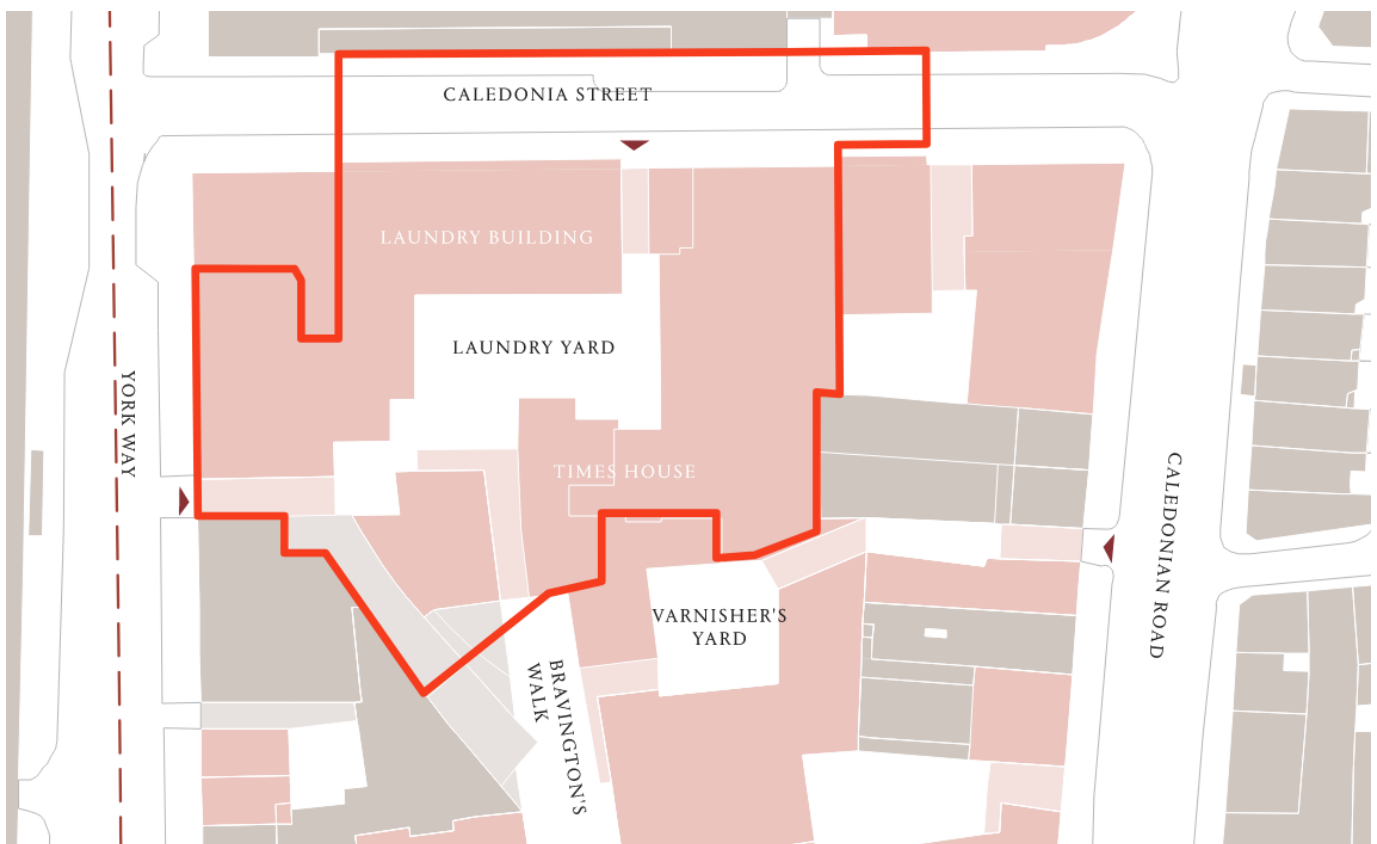 CALEDONIA STREET
LAUNDRY BUILDING
LAUNDRY YARD
YORK WAY
TIMES HOUSE
CALEDONIAN ROAD
VARNISHER'S
YARD
BRAVINGTON'S
WALK